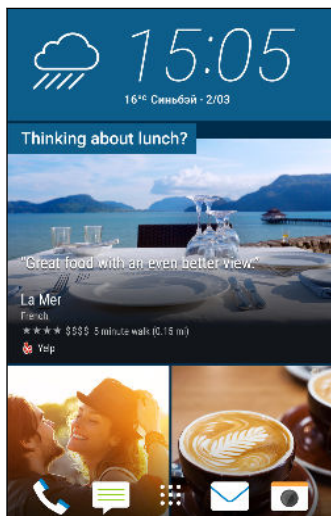 15:05
16°C Синьбэй - 2/03
Thinking about lunch?
"Great food with an even better view."
La Mer
French
★★★★ $$$$ 5 minute walk (0.15 mi)
Yelp